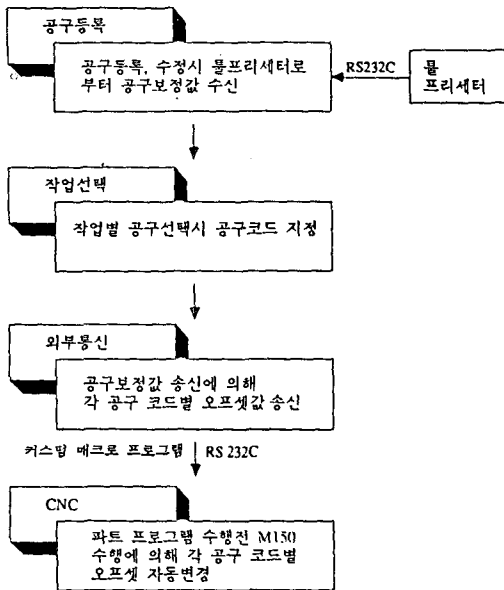 공구등록
공구등록, 수정시 툴프리세터로
부터 공구보정값 수신
RS232C
툴
프리세터
작업선택
작업별 공구선택시 공구코드 지정
외부통신
공구보정값 송신에 의해
각 공구 코드별 오프셋값 송신
커스텀 매크로 프로그램
RS 232C
CNC
파트 프로그램 수행전 M150
수행에 의해 각 공구 코드별
오프셋 자동변경